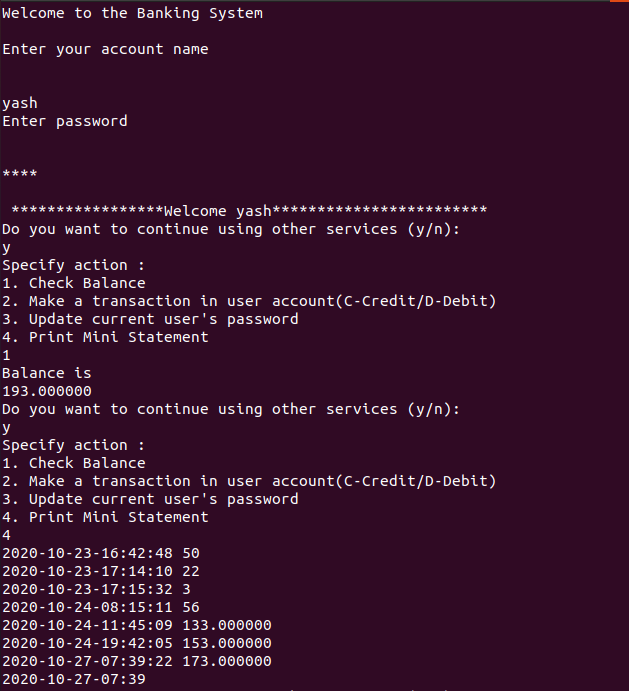 Welcome to the Banking System
Enter your account name
yash
Enter password
****
*****************Welcome yash************************
Do you want to continue using other services (y/n):
y
Specify action :
1. Check Balance
2. Make a transaction in user account(C-Credit/D-Debit)
3. Update current user's password
4. Print Mini Statement
1
Balance is
193.000000
Do you want to continue using other services (y/n):
y
Specify action :
1. Check Balance
2. Make a transaction in user account(C-Credit/D-Debit)
3. Update current user's password
4. Print Mini Statement
4
2020-10-23-16:42:48 50
2020-10-23-17:14:10 22
2020-10-23-17:15:32 3
2020-10-24-08:15:11 56
2020-10-24-11:45:09 133.000000
2020-10-24-19:42:05 153.000000
2020-10-27-07:39:22 173.000000
2020-10-27-07:39